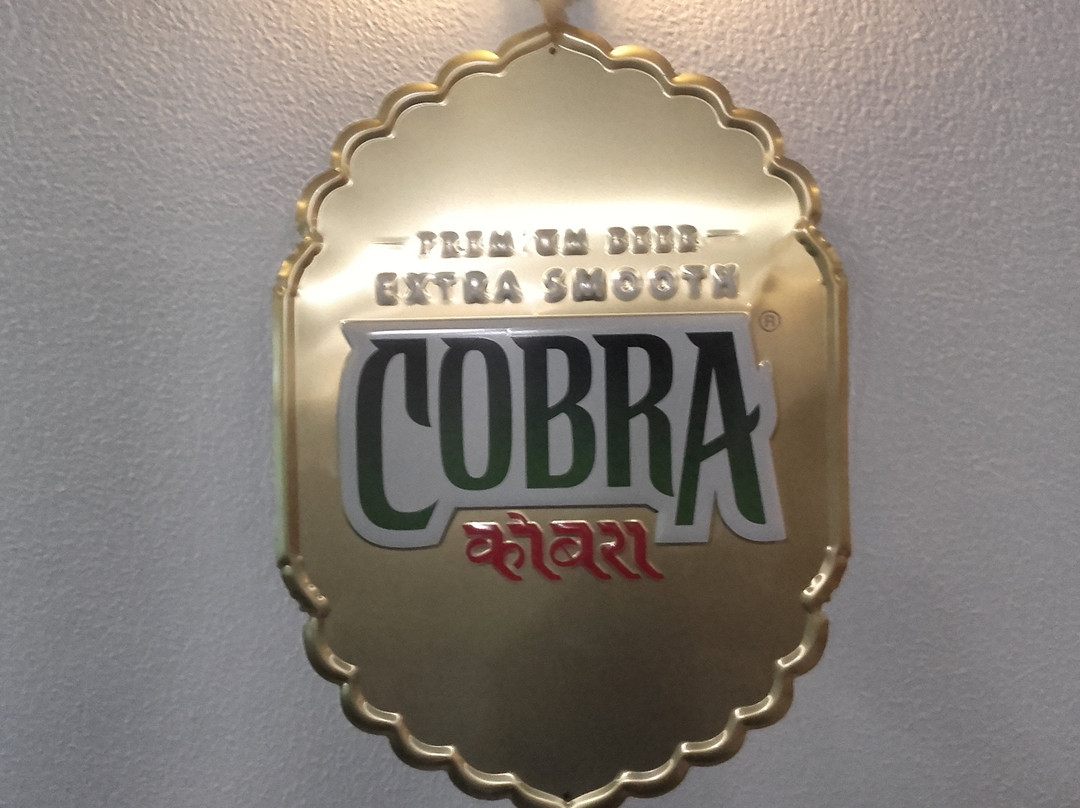 PREMIUM BEER
EXTRA SMOOTH
COBRA®
कोबरा